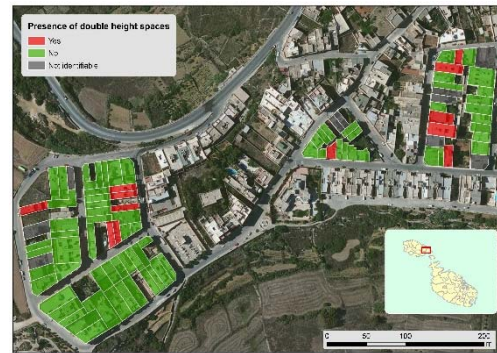 Presence of double height spaces
Yes
No
Not identifiable
0 50 100 200
m